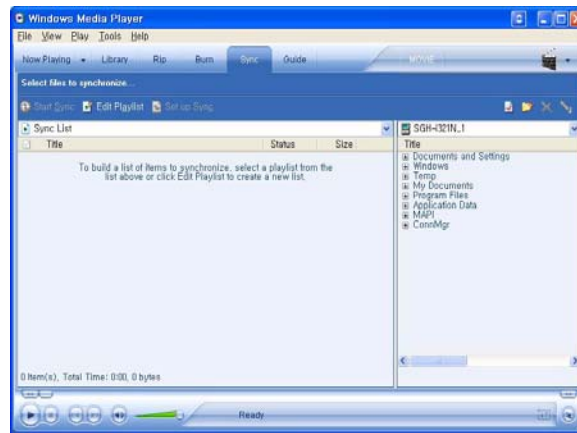 Windows Media Player
File View Play Tools Help
Now Playing Library Rip Burn Sync Guide MOVIE
Select files to synchronize...
Start Sync Edit Playlist Set up Sync
Sync List
SGH-i321N_1
Title Status Size
Title
To build a list of items to synchronize, select a playlist from the
list above or click Edit Playlist to create a new list.
Documents and Settings
Windows
Temp
My Documents
Program Files
Application Data
MAPI
ConnMgr
0 Item(s), Total Time: 0:00, 0 bytes
Ready